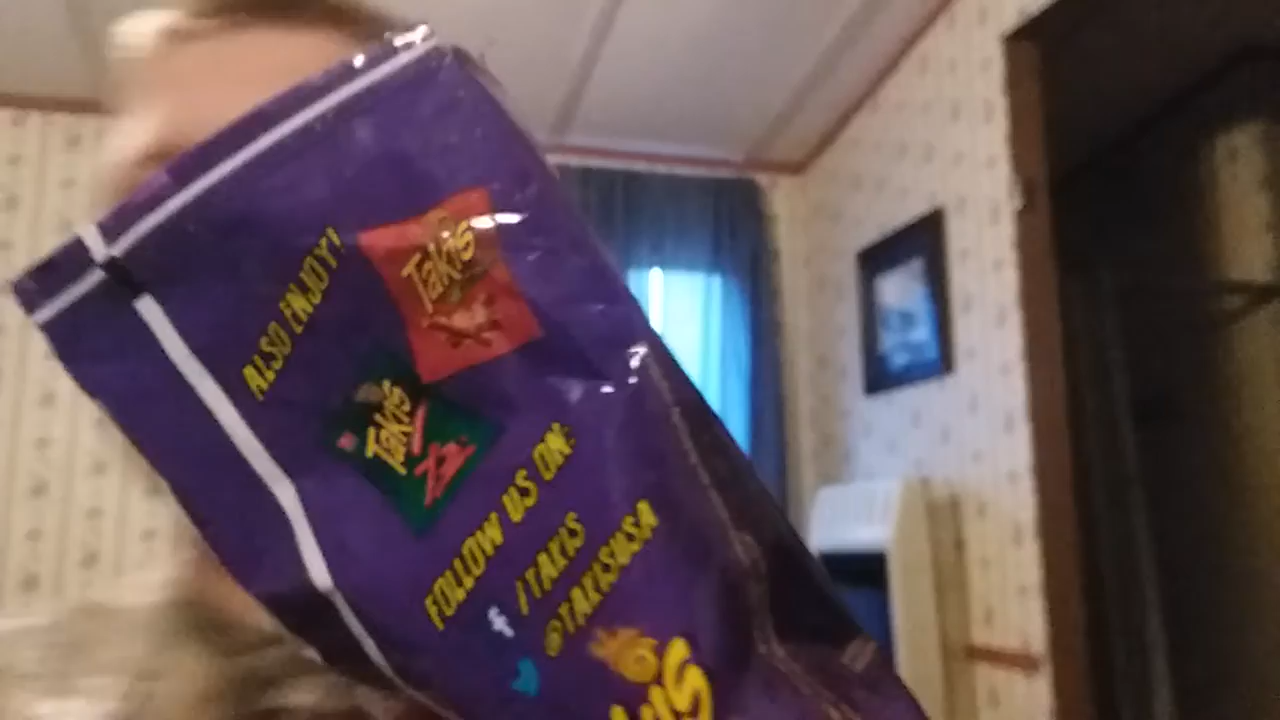 ALSO ENJOY!
Takis
Takis
FOLLOW US ON:
/TAKIS
@TAKISUSA